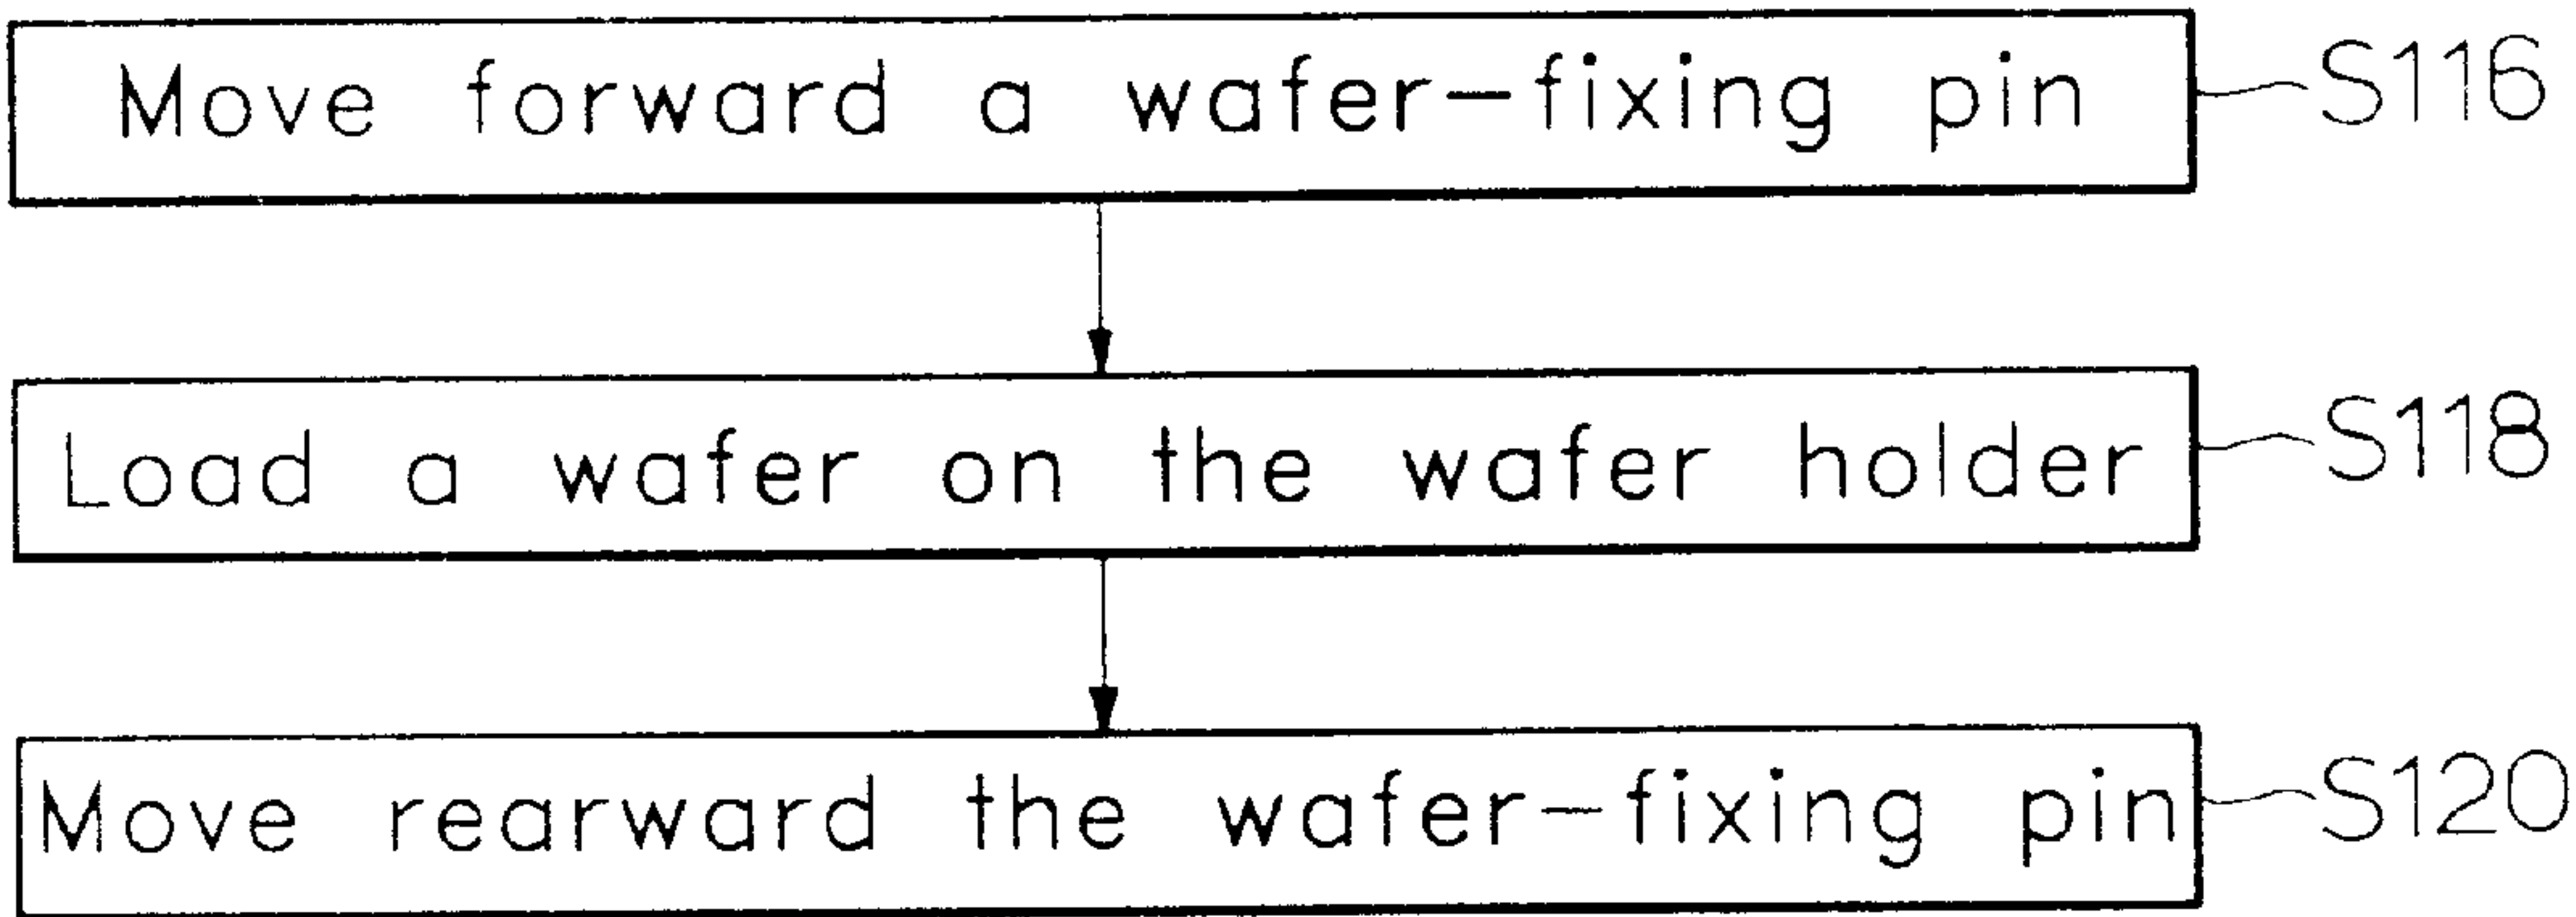 Move forward a wafer-fixing pin S116
Load a wafer on the wafer holder S118
Move rearward the wafer-fixing pin S120